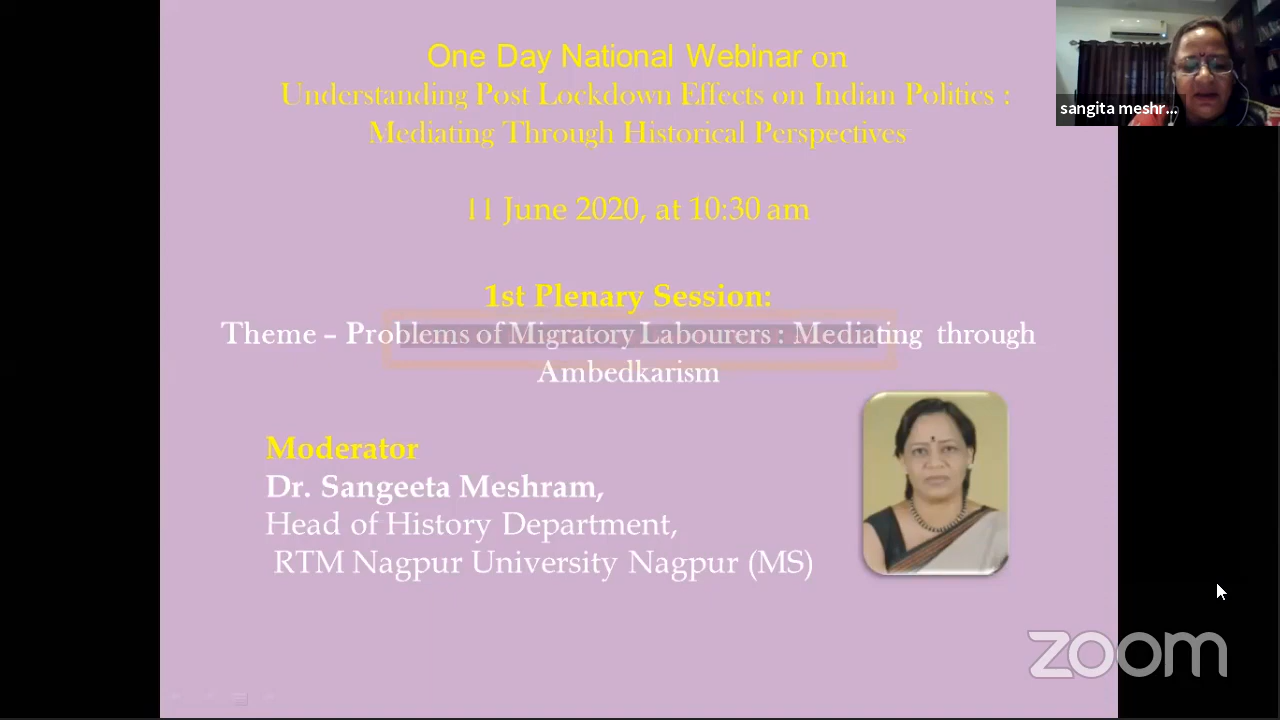 One Day National Webinar on
Understanding Post Lockdown Effects on Indian Politics :
Mediating Through Historical Perspectives
11 June 2020, at 10:30 am
1st Plenary Session:
Theme – Problems of Migratory Labourers : Mediating through
Ambedkarism
Moderator
Dr. Sangeeta Meshram,
Head of History Department,
RTM Nagpur University Nagpur (MS)
sangita meshr...
zoom